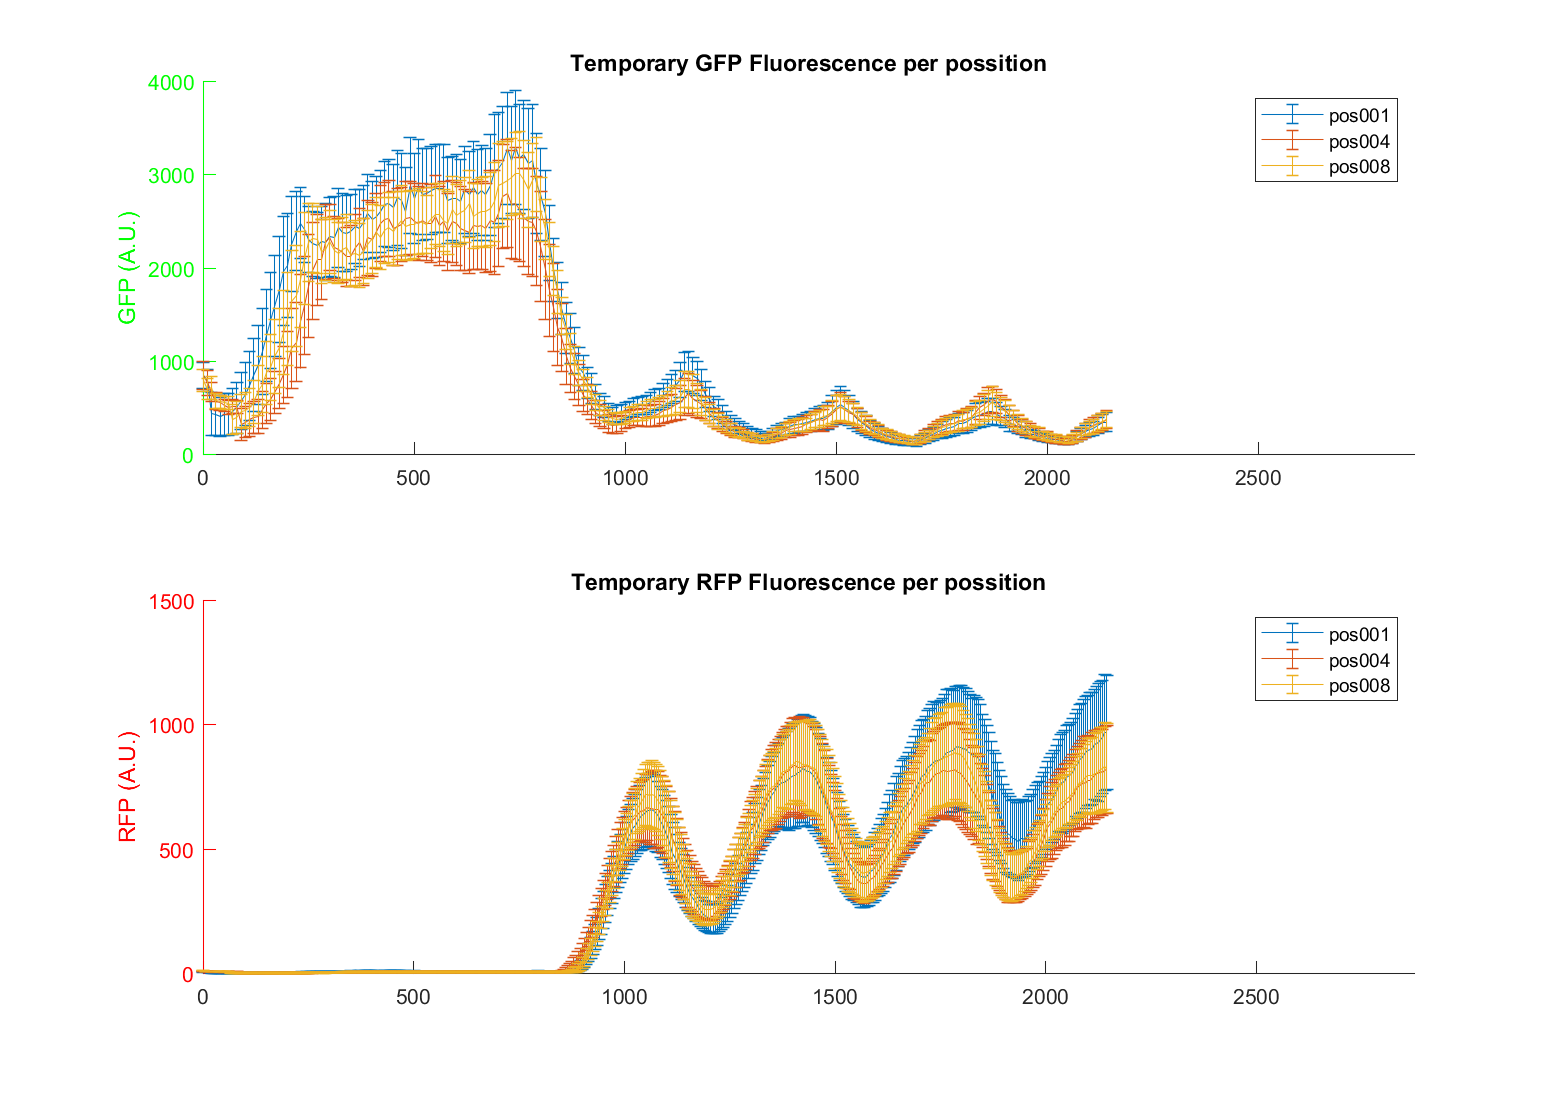 Temporary GFP Fluorescence per possition
GFP (A.U.)
4000
3000
2000
1000
0
0 500 1000 1500 2000 2500
pos001
pos004
pos008
Temporary RFP Fluorescence per possition
RFP (A.U.)
1500
1000
500
0
0 500 1000 1500 2000 2500
pos001
pos004
pos008